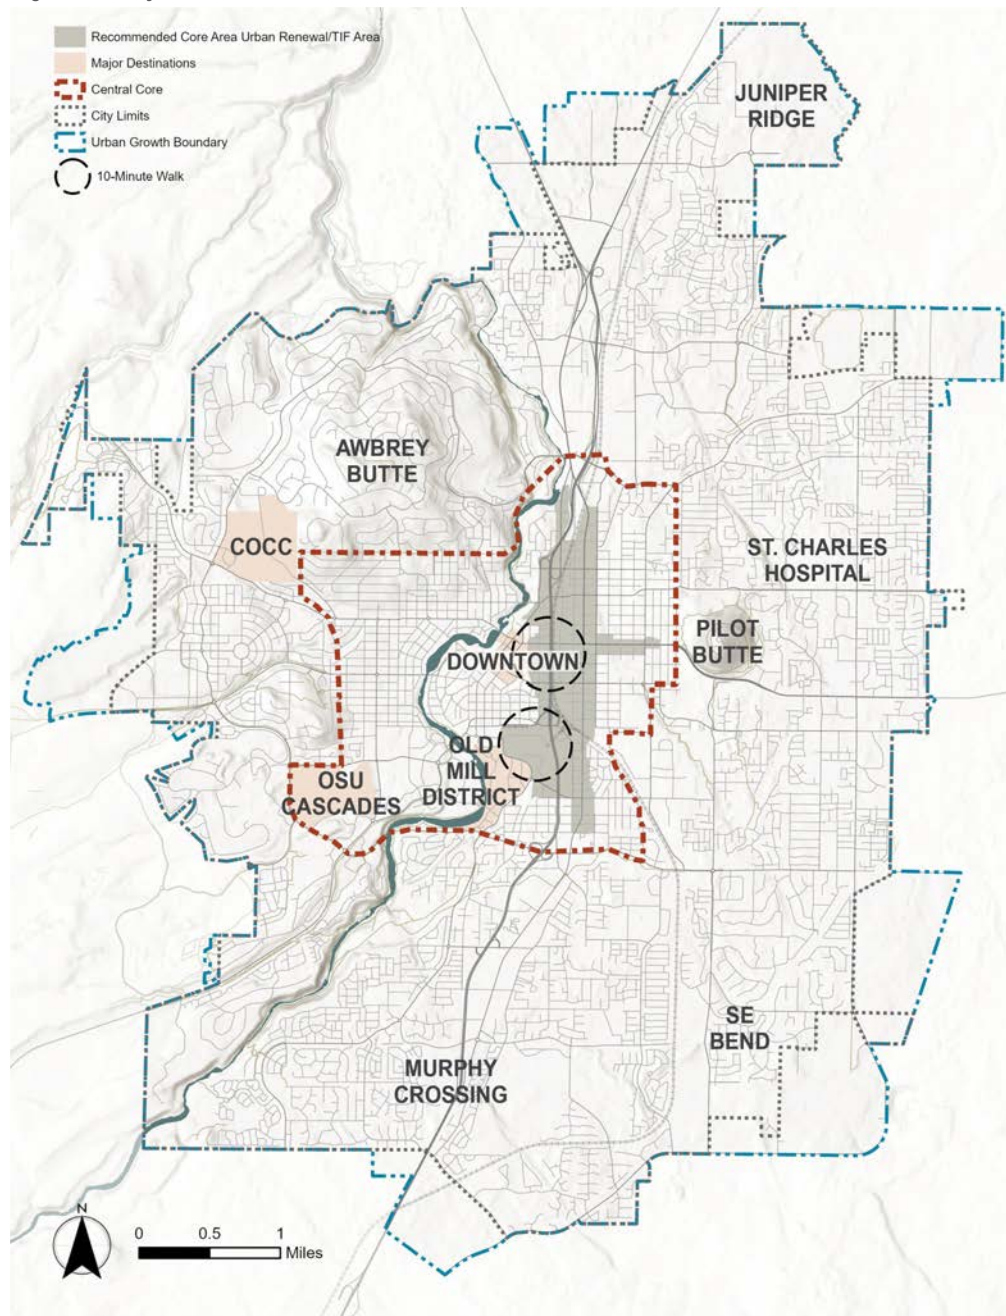 Recommended Core Area Urban Renewal/TIF Area
Major Destinations
Central Core
City Limits
Urban Growth Boundary
10-Minute Walk
JUNIPER
RIDGE
AWBREY
BUTTE
COCC
ST. CHARLES
HOSPITAL
PILOT
BUTTE
DOWNTOWN
OLD
MILL
DISTRICT
OSU
CASCADES
SE
BEND
MURPHY
CROSSING
N
0 0.5 1
Miles